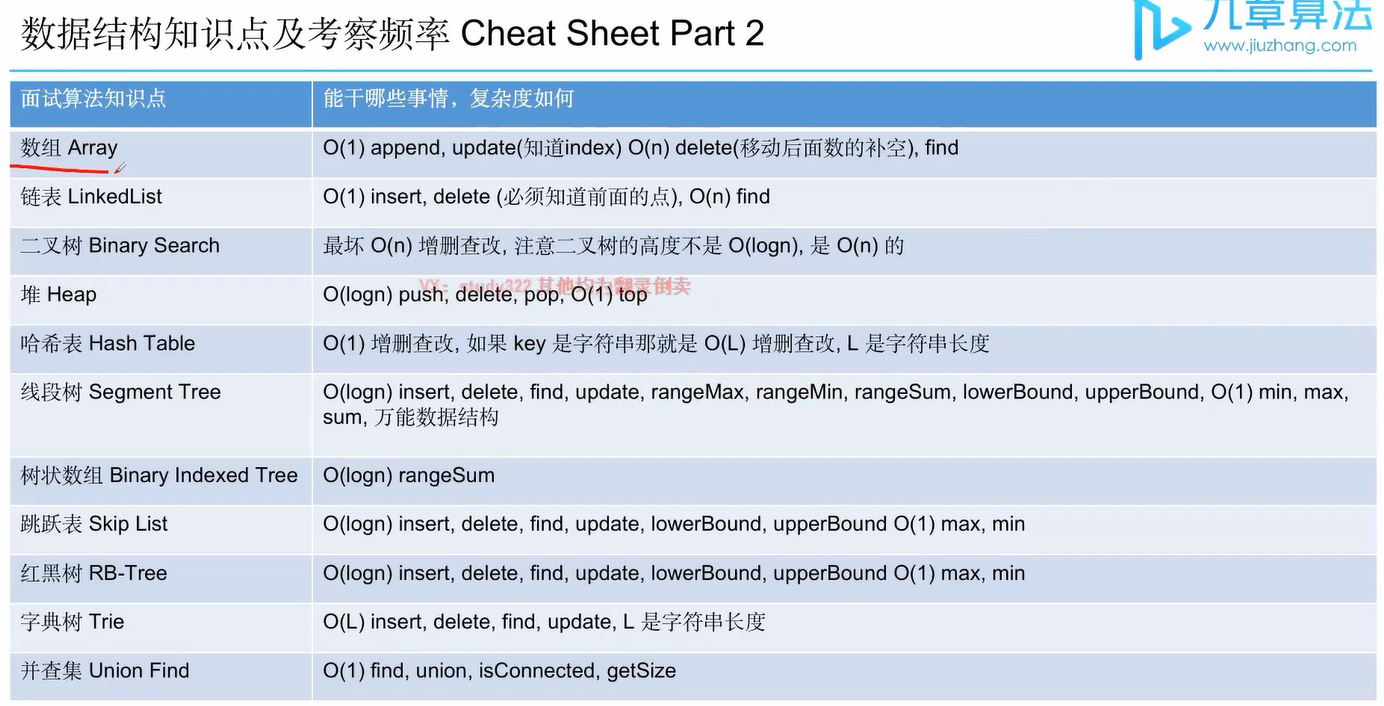 数据结构知识点及考察频率 Cheat Sheet Part 2
九章算法
www.jiuzhang.com
面试算法知识点
能干哪些事情，复杂度如何
数组 Array
O(1) append, update(知道index) O(n) delete(移动后面数的补空), find
链表 LinkedList
O(1) insert, delete (必须知道前面的点), O(n) find
二叉树 Binary Search
最坏 O(n) 增删查改, 注意二叉树的高度不是 O(logn), 是 O(n) 的
VX: study322 其他均为翻录倒卖
堆 Heap
O(logn) push, delete, pop, O(1) top
哈希表 Hash Table
O(1) 增删查改, 如果 key 是字符串那就是 O(L) 增删查改, L 是字符串长度
线段树 Segment Tree
O(logn) insert, delete, find, update, rangeMax, rangeMin, rangeSum, lowerBound, upperBound, O(1) min, max,
sum, 万能数据结构
树状数组 Binary Indexed Tree
O(logn) rangeSum
跳跃表 Skip List
O(logn) insert, delete, find, update, lowerBound, upperBound O(1) max, min
红黑树 RB-Tree
O(logn) insert, delete, find, update, lowerBound, upperBound O(1) max, min
字典树 Trie
O(L) insert, delete, find, update, L 是字符串长度
并查集 Union Find
O(1) find, union, isConnected, getSize